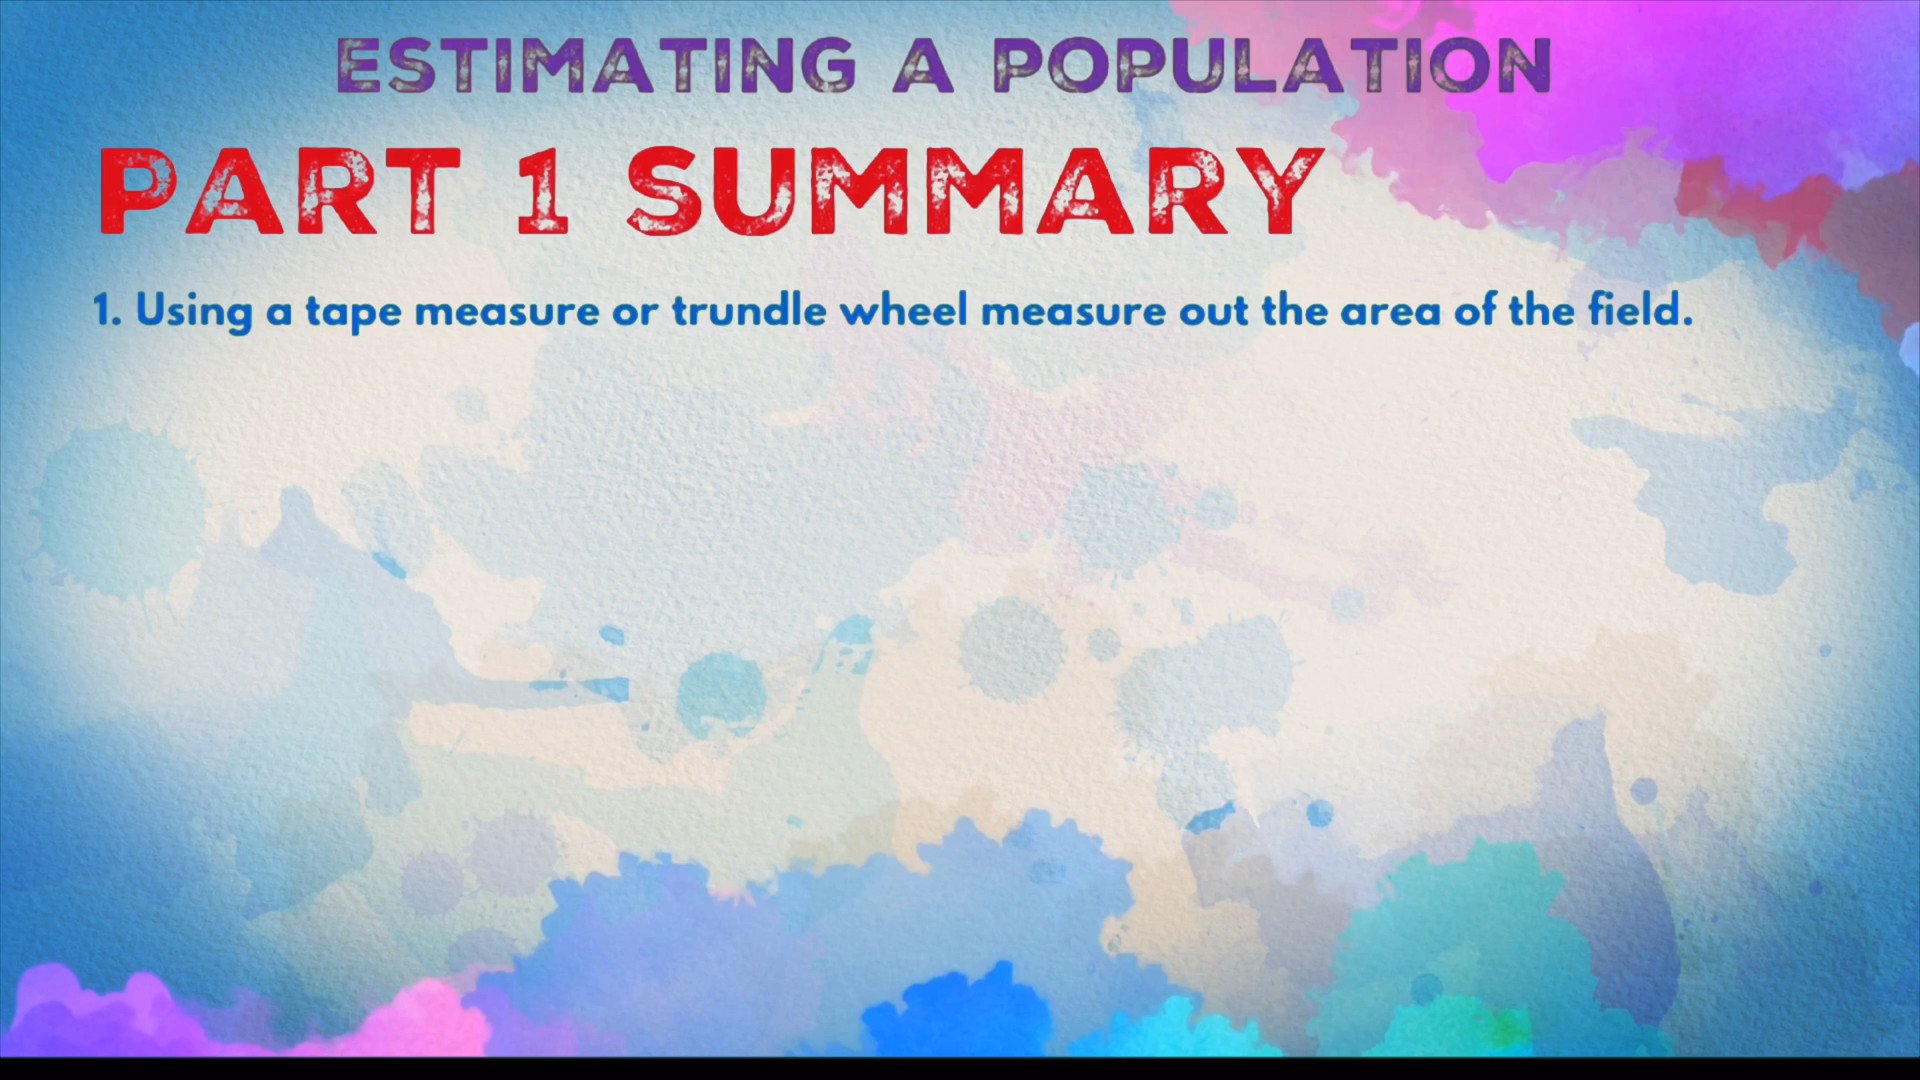 ESTIMATING A POPULATION
PART 1 SUMMARY
1. Using a tape measure or trundle wheel measure out the area of the field.